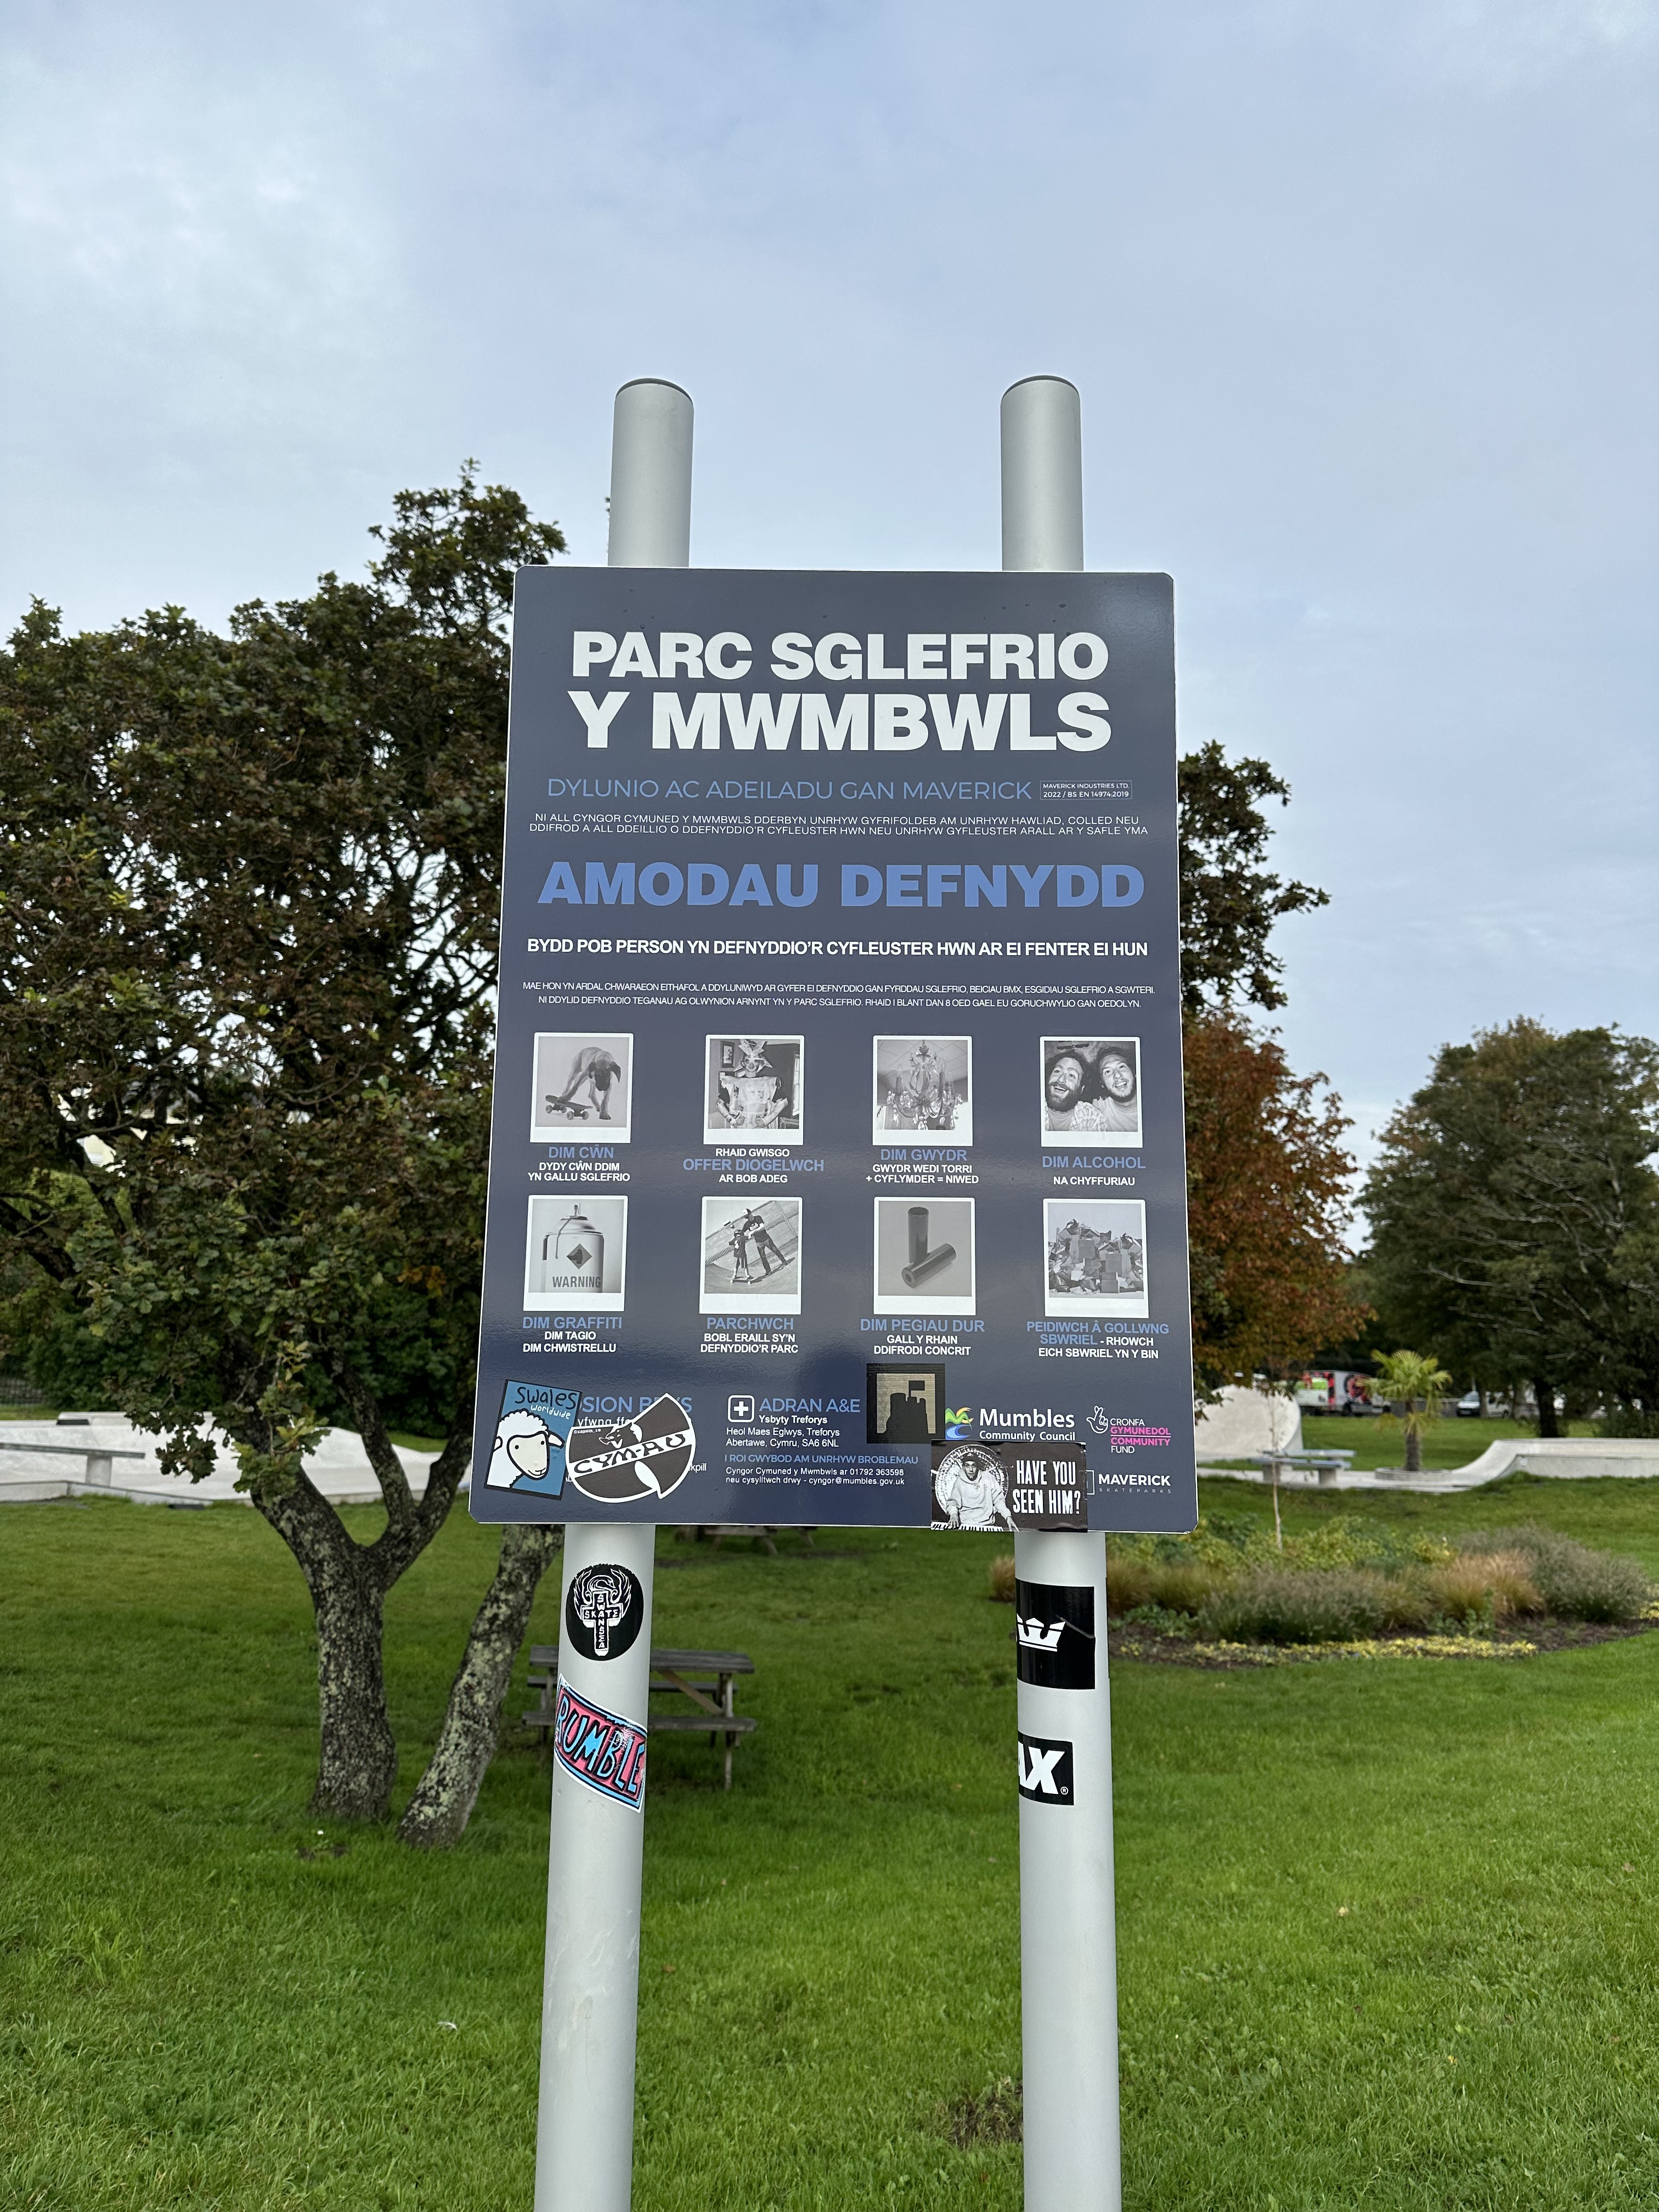 PARC SGLEFRIO
Y MWMBWLS
DYLUNIO AC ADEILADU GAN MAVERICK
MAVERICK INDUSTRIES LTD.
2022 / BS EN 14974:2019
NI ALL CYNGOR CYMUNED Y MWMBWLS DDERBYN UNRHYW GYFRIFOLDEB AM UNRHYW HAWLIAD, COLLED NEU
DDIFROD A ALL DDEILLIO O DDEFNYDDIO'R CYFLEUSTER HWN NEU UNRHYW GYFLEUSTER ARALL AR Y SAFLE YMA
AMODAU DEFNYDD
BYDD POB PERSON YN DEFNYDDIO'R CYFLEUSTER HWN AR EI FENTER EI HUN
MAE HON YN ARDAL CHWARAEON EITHAFOL A DDYLUNIWYD AR GYFER EI DEFNYDDIO GAN FYRDDAU SGLEFRIO, BEICIAU BMX, ESGIDIAU SGLEFRIO A SGWTERI.
NI DDYLID DEFNYDDIO TEGANAU AG OLWYNION ARNYNT YN Y PARC SGLEFRIO. RHAID I BLANT DAN 8 OED GAEL EU GORUCHWYLIO GAN OEDOLYN.
DIM CŴN
DYDY CŴN DDIM
YN GALLU SGLEFRIO
RHAID GWISGO
OFFER DIOGELWCH
AR BOB ADEG
DIM GWYDR
GWYDR WEDI TORRI
+ CYFLYMDER = NIWED
DIM ALCOHOL
NA CHYFFURIAU
WARNING
DIM GRAFFITI
DIM TAGIO
DIM CHWISTRELLU
PARCHWCH
BOBL ERAILL SY'N
DEFNYDDIO'R PARC
DIM PEGIAU DUR
GALL Y RHAIN
DDIFRODI CONCRIT
PEIDIWCH Â GOLLWNG
SBWRIEL - RHOWCH
EICH SBWRIEL YN Y BIN
Swales
worldwide
SION
CYMAU
kpill
ADRAN A&E
Ysbyty Treforys
Heol Maes Eglwys, Treforys
Abertawe, Cymru, SA6 6NL
I ROI GWYBOD AM UNRHYW BROBLEMAU
Cyngor Cymuned y Mwmbwls ar 01792 363598
neu cysylltwch drwy - cyngor@mumbles.gov.uk
Mumbles
Community Council
CRONFA
GYMUNEDOL
COMMUNITY
FUND
HAVE YOU
SEEN HIM?
MAVERICK
SKATEPARKS
SKATE
SWANSEA
RUMBLE
AX®